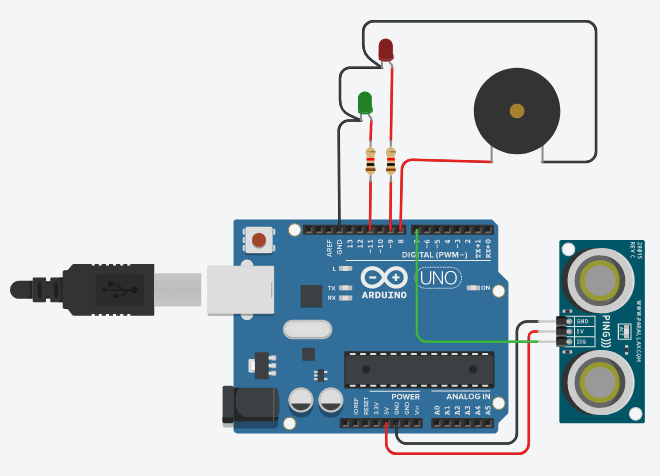 AREF
GND
13
12
~11
~10
~9
8
7
~6
~5
4
~3
2
TX→1
RX←0
DIGITAL (PWM~)
L
TX
RX
ARDUINO
UNO
ON
POWER
ANALOG IN
IOREF
RESET
3.3V
5V
GND
GND
Vin
A0
A1
A2
A3
A4
A5
28015
REV C
PING)))
WWW.PARALLAX.COM
GND
5V
SIG